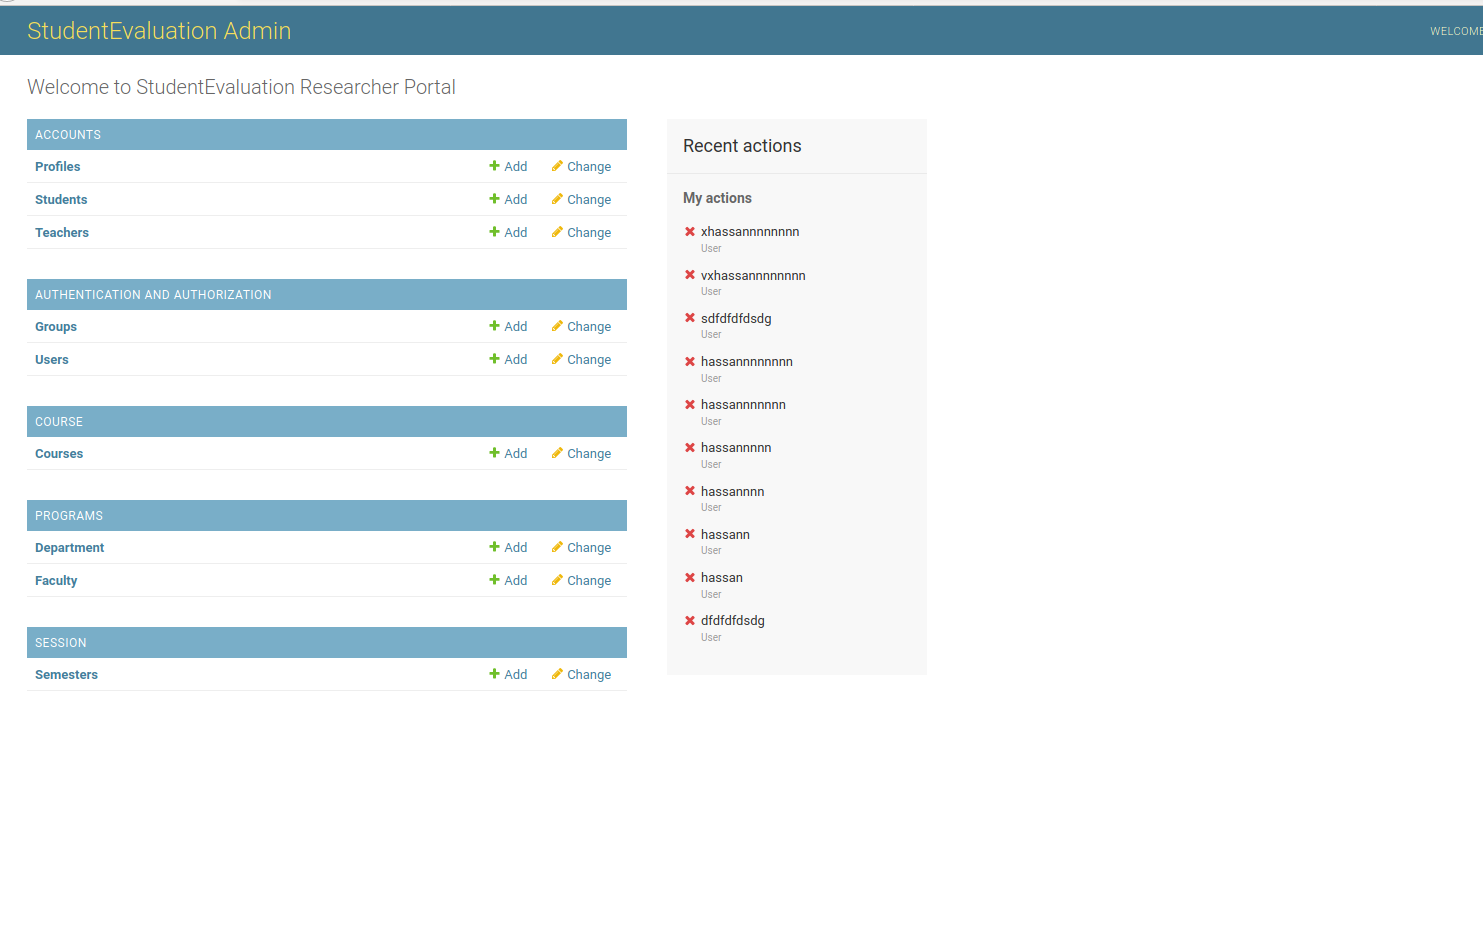 StudentEvaluation Admin
WELCOME
Welcome to StudentEvaluation Researcher Portal
ACCOUNTS
Profiles Add Change
Students Add Change
Teachers Add Change
AUTHENTICATION AND AUTHORIZATION
Groups Add Change
Users Add Change
COURSE
Courses Add Change
PROGRAMS
Department Add Change
Faculty Add Change
SESSION
Semesters Add Change
Recent actions
My actions
xhassannnnnnnn
User
vxhassannnnnnnn
User
sdfdfdfdsdg
User
hassannnnnnnn
User
hassannnnnnn
User
hassannnnn
User
hassannnn
User
hassann
User
hassan
User
dfdfdfdsdg
User